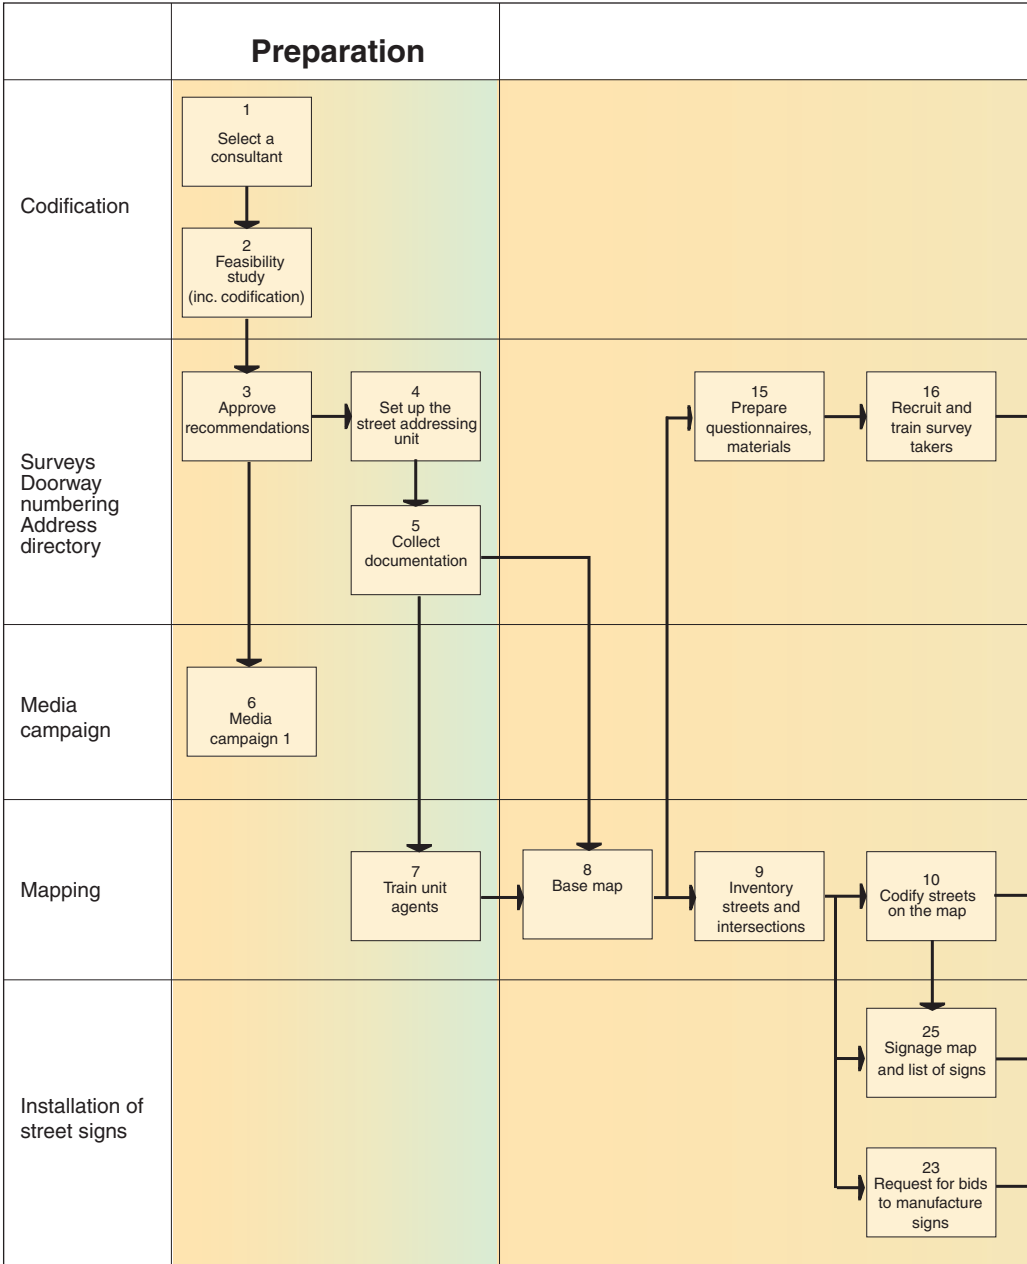 Preparation
Codification
1
Select a
consultant
2
Feasibility
study
(inc. codification)
Surveys
Doorway
numbering
Address
directory
3
Approve
recommendations
4
Set up the
street addressing
unit
5
Collect
documentation
15
Prepare
questionnaires,
materials
16
Recruit and
train survey
takers
Media
campaign
6
Media
campaign 1
Mapping
7
Train unit
agents
8
Base map
9
Inventory
streets and
intersections
10
Codify streets
on the map
Installation of
street signs
25
Signage map
and list of signs
23
Request for bids
to manufacture
signs